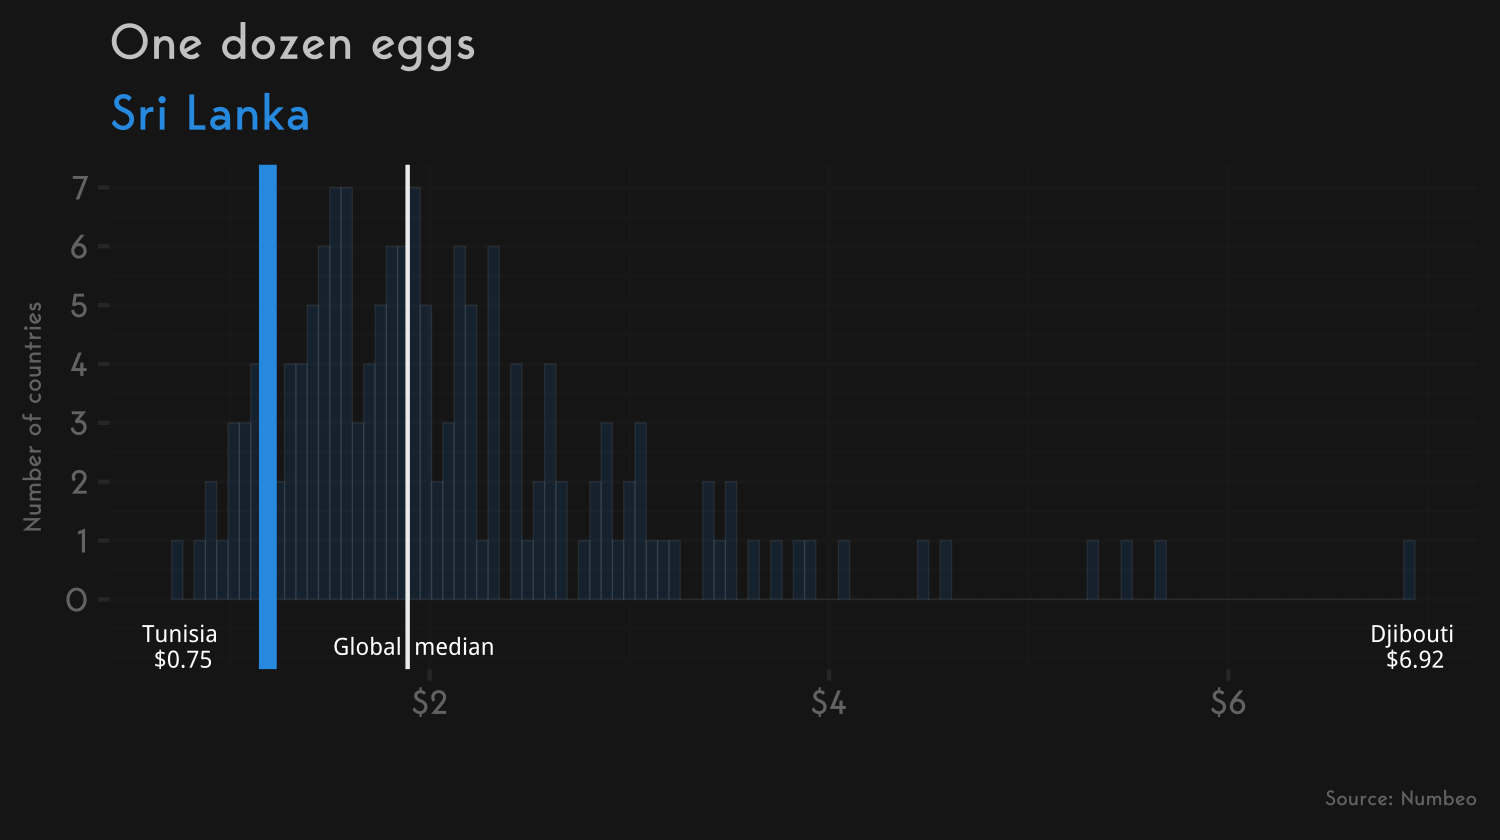 One dozen eggs
Sri Lanka
Number of countries
7
6
5
4
3
2
1
0
Tunisia
$0.75
Global median
Djibouti
$6.92
$2
$4
$6
Source: Numbeo